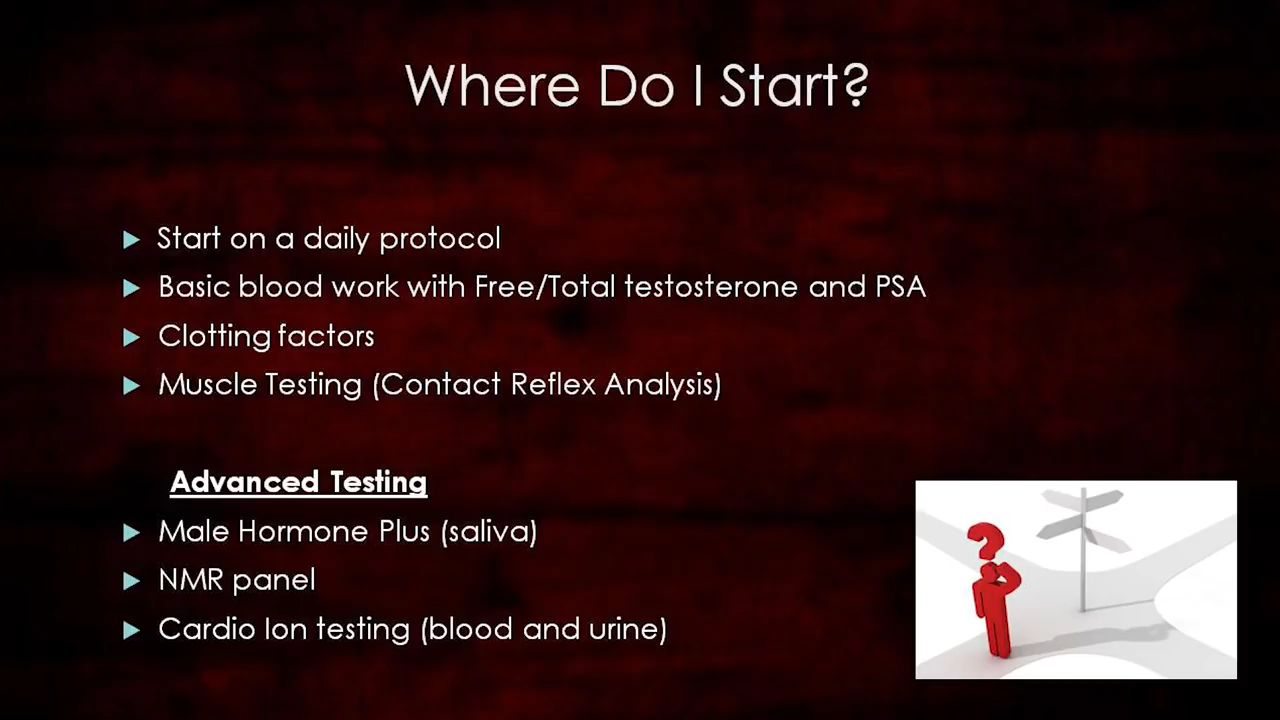 Where Do I Start?
Start on a daily protocol
Basic blood work with Free/Total testosterone and PSA
Clotting factors
Muscle Testing (Contact Reflex Analysis)
Advanced Testing
Male Hormone Plus (saliva)
NMR panel
Cardio Ion testing (blood and urine)